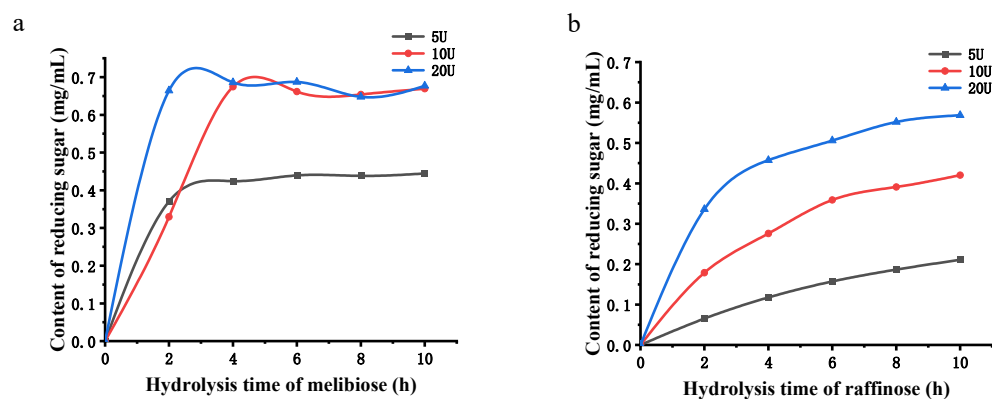 a
5U
10U
20U
Content of reducing sugar (mg/mL)
0.7
0.6
0.5
0.4
0.3
0.2
0.1
0.0
0 2 4 6 8 10
Hydrolysis time of melibiose (h)
b
5U
10U
20U
Content of reducing sugar (mg/mL)
0.7
0.6
0.5
0.4
0.3
0.2
0.1
0.0
0 2 4 6 8 10
Hydrolysis time of raffinose (h)